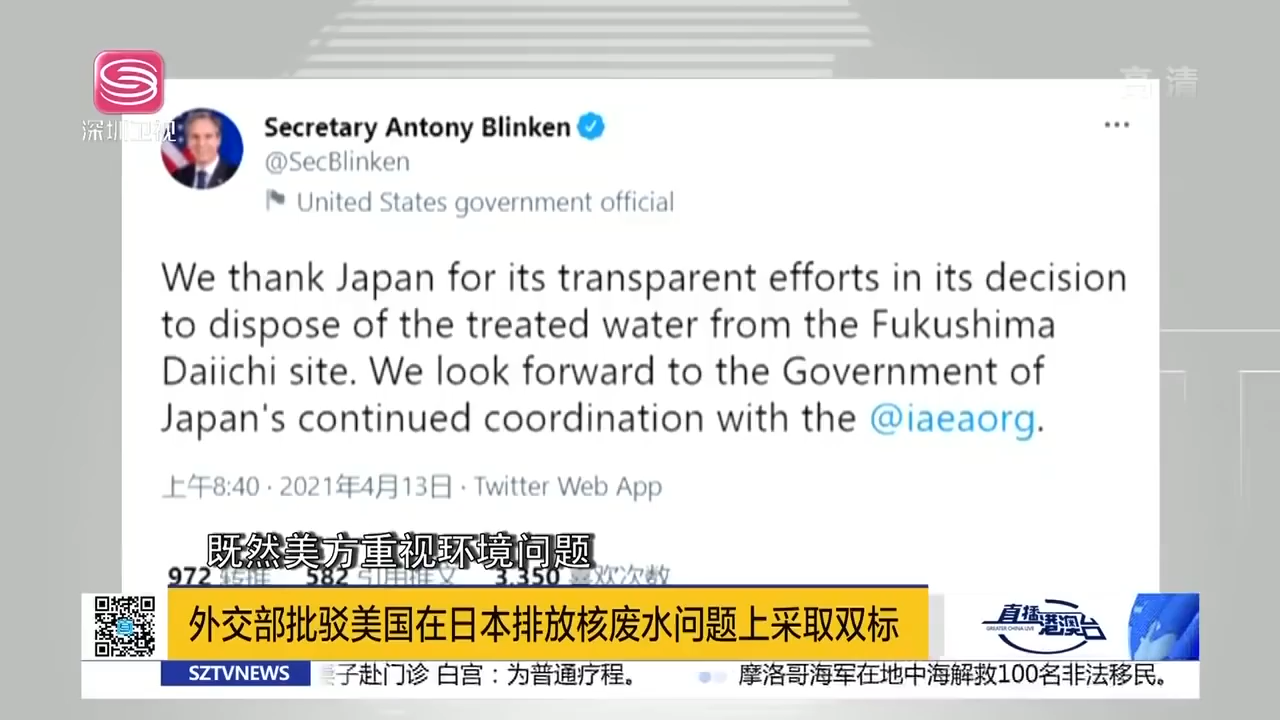 高清
深圳卫视
Secretary Antony Blinken
@SecBlinken
United States government official
We thank Japan for its transparent efforts in its decision
to dispose of the treated water from the Fukushima
Daiichi site. We look forward to the Government of
Japan's continued coordination with the @iaeaorg.
上午8:40 · 2021年4月13日 · Twitter Web App
既然美方重视环境问题
972 转推 582 引用推文 3,350 喜欢次数
外交部批驳美国在日本排放核废水问题上采取双标
直播港澳台
GREATER CHINA LIVE
SZTVNEWS
子赴门诊 白宫：为普通疗程。 摩洛哥海军在地中海解救100名非法移民。